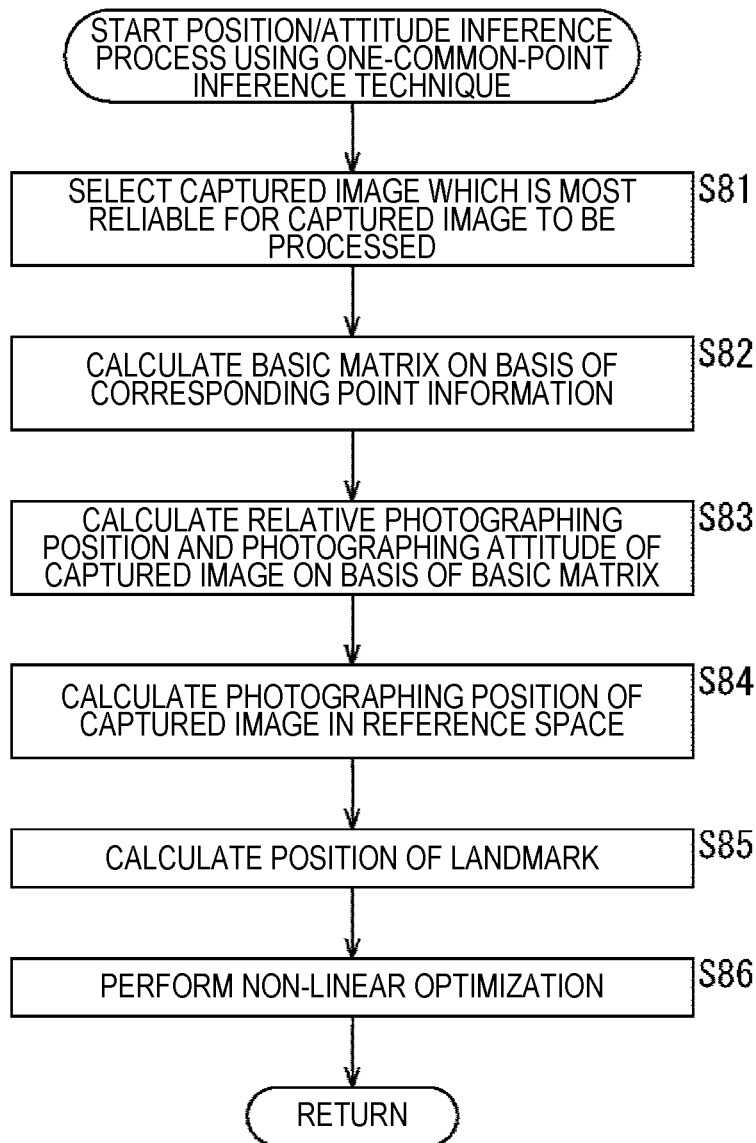 START POSITION/ATTITUDE INFERENCE
PROCESS USING ONE-COMMON-POINT
INFERENCE TECHNIQUE
S81
SELECT CAPTURED IMAGE WHICH IS MOST
RELIABLE FOR CAPTURED IMAGE TO BE
PROCESSED
S82
CALCULATE BASIC MATRIX ON BASIS OF
CORRESPONDING POINT INFORMATION
S83
CALCULATE RELATIVE PHOTOGRAPHING
POSITION AND PHOTOGRAPHING ATTITUDE OF
CAPTURED IMAGE ON BASIS OF BASIC MATRIX
S84
CALCULATE PHOTOGRAPHING POSITION OF
CAPTURED IMAGE IN REFERENCE SPACE
S85
CALCULATE POSITION OF LANDMARK
S86
PERFORM NON-LINEAR OPTIMIZATION
RETURN